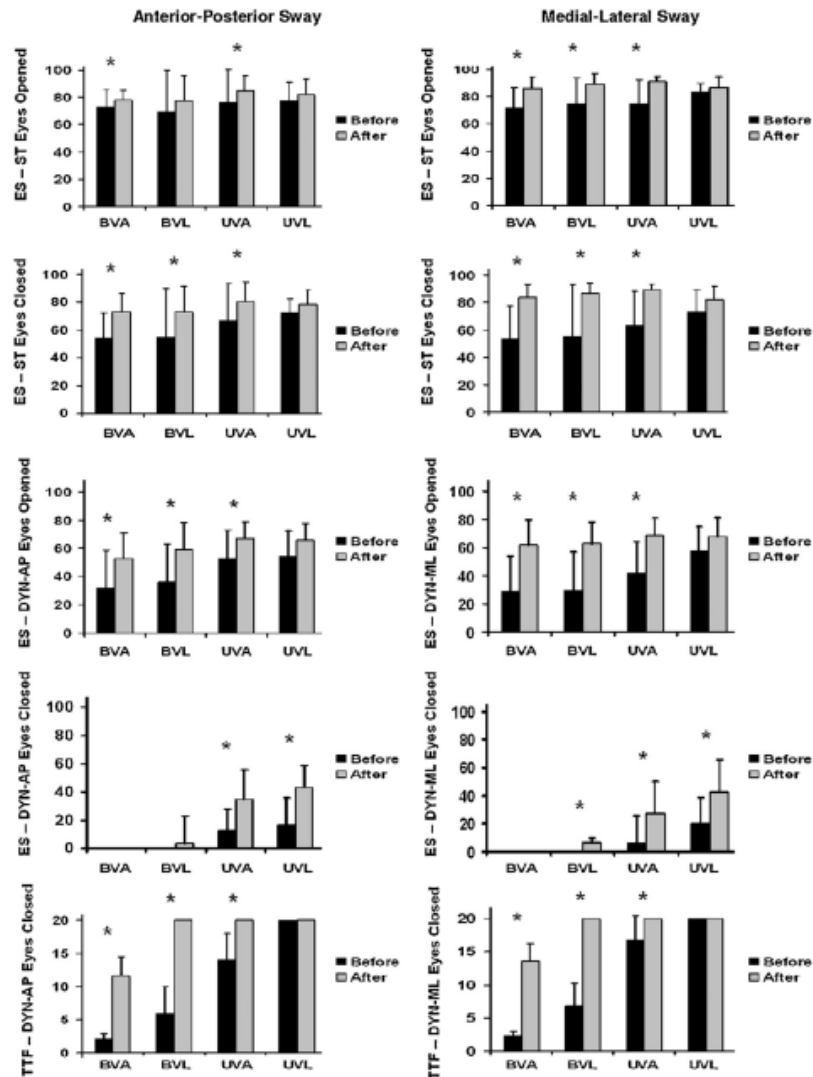 Anterior-Posterior Sway
ES – ST Eyes Opened
100
80
60
40
20
0
*
*
BVA BVL UVA UVL
Before
After
Medial-Lateral Sway
ES – ST Eyes Opened
100
80
60
40
20
0
*
*
*
BVA BVL UVA UVL
Before
After
ES – ST Eyes Closed
100
80
60
40
20
0
*
*
*
BVA BVL UVA UVL
Before
After
ES – ST Eyes Closed
100
80
60
40
20
0
*
*
*
BVA BVL UVA UVL
Before
After
ES – DYN-AP Eyes Opened
100
80
60
40
20
0
*
*
*
BVA BVL UVA UVL
Before
After
ES – DYN-ML Eyes Opened
100
80
60
40
20
0
*
*
*
BVA BVL UVA UVL
Before
After
ES – DYN-AP Eyes Closed
100
80
60
40
20
0
*
*
BVA BVL UVA UVL
Before
After
ES – DYN-ML Eyes Closed
100
80
60
40
20
0
*
*
*
BVA BVL UVA UVL
Before
After
TTF – DYN-AP Eyes Closed
20
15
10
5
0
*
*
*
BVA BVL UVA UVL
Before
After
TTF – DYN-ML Eyes Closed
20
15
10
5
0
*
*
*
BVA BVL UVA UVL
Before
After